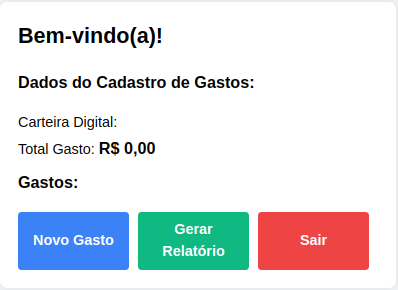 Bem-vindo(a)!
Dados do Cadastro de Gastos:
Carteira Digital:
Total Gasto: R$ 0,00
Gastos:
Novo Gasto
Gerar
Relatório
Sair